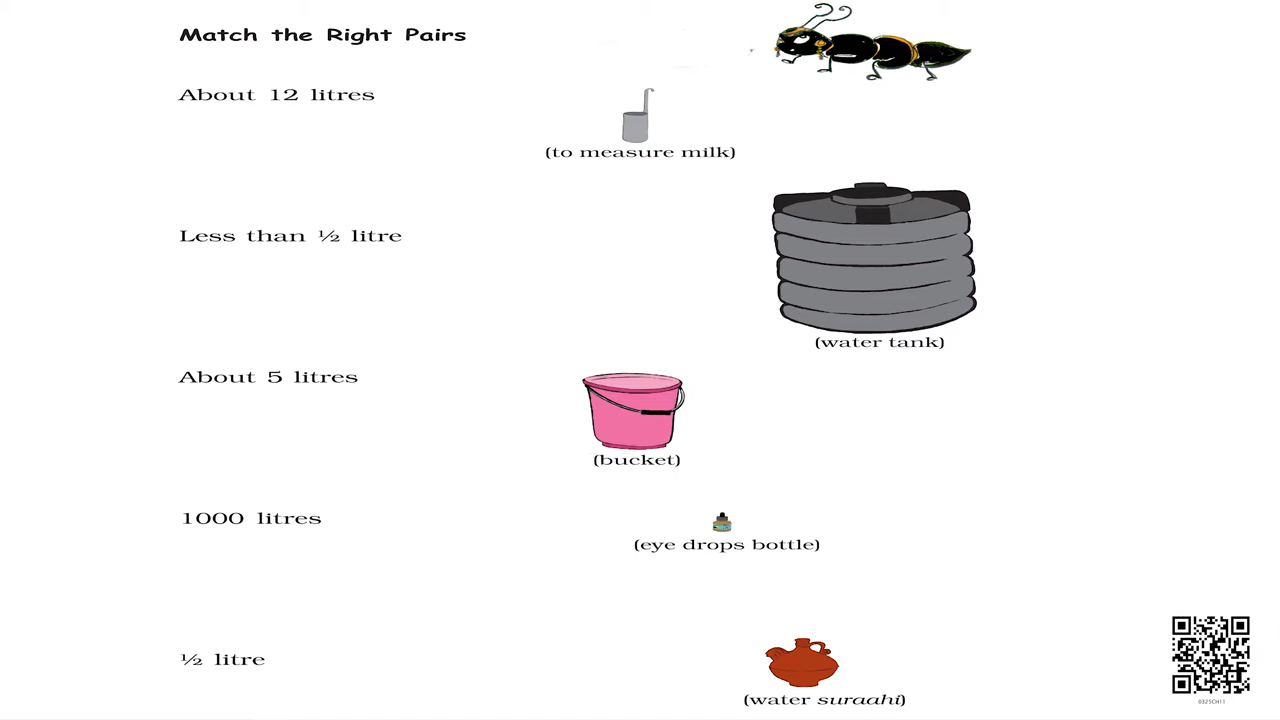 Match the Right Pairs
About 12 litres
(to measure milk)
Less than ½ litre
(water tank)
About 5 litres
(bucket)
1000 litres
(eye drops bottle)
½ litre
(water suraahi)
0325CH11